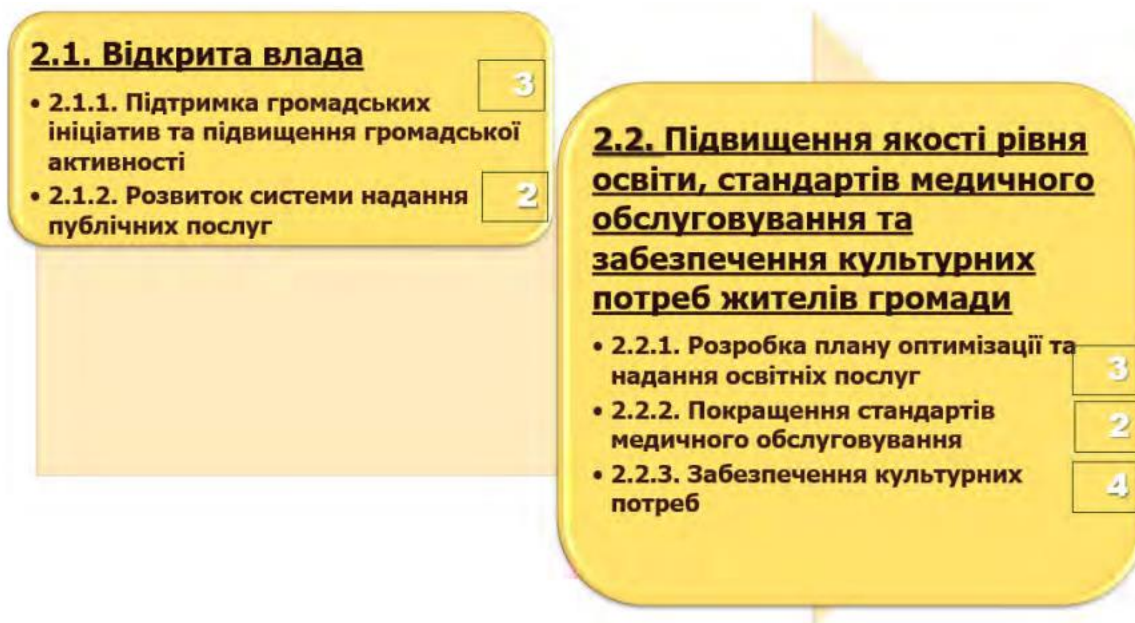 2.1. Відкрита влада
3
• 2.1.1. Підтримка громадських
ініціатив та підвищення громадської
активності
• 2.1.2. Розвиток системи надання
2
публічних послуг
2.2. Підвищення якості рівня
освіти, стандартів медичного
обслуговування та
забезпечення культурних
потреб жителів громади
• 2.2.1. Розробка плану оптимізації та
3
надання освітніх послуг
• 2.2.2. Покращення стандартів
2
медичного обслуговування
• 2.2.3. Забезпечення культурних
4
потреб